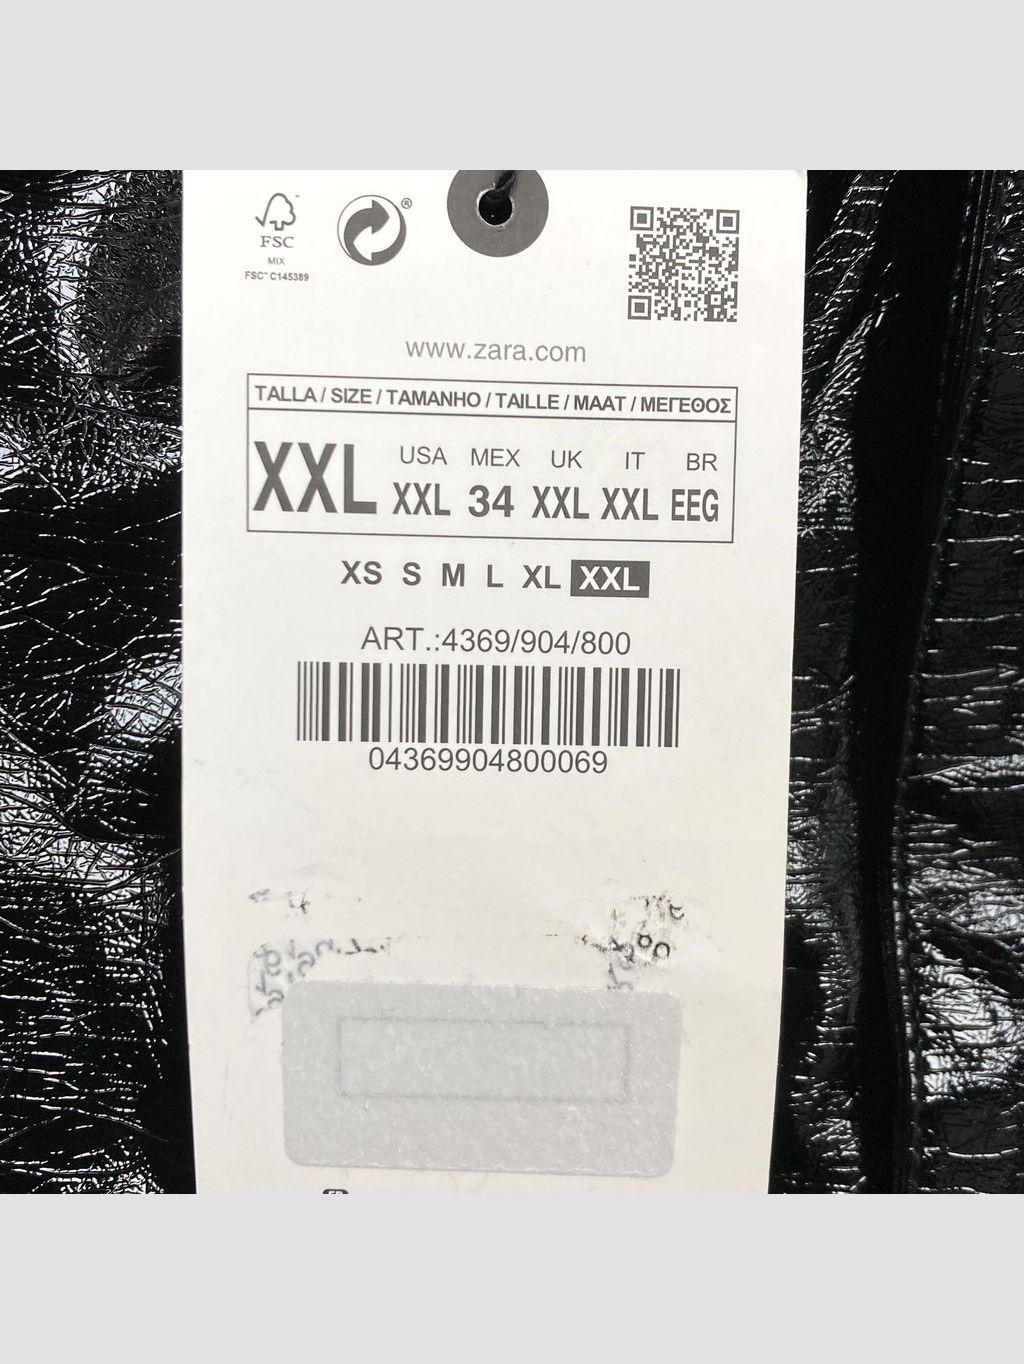 FSC
MIX
FSC™ C145389
®
www.zara.com
TALLA / SIZE / TAMANHO / TAILLE / MAAT / ΜΕΓΕΘΟΣ
XXL
USA MEX UK IT BR
XXL 34 XXL XXL EEG
XS S M L XL XXL
ART.:4369/904/800
04369904800069